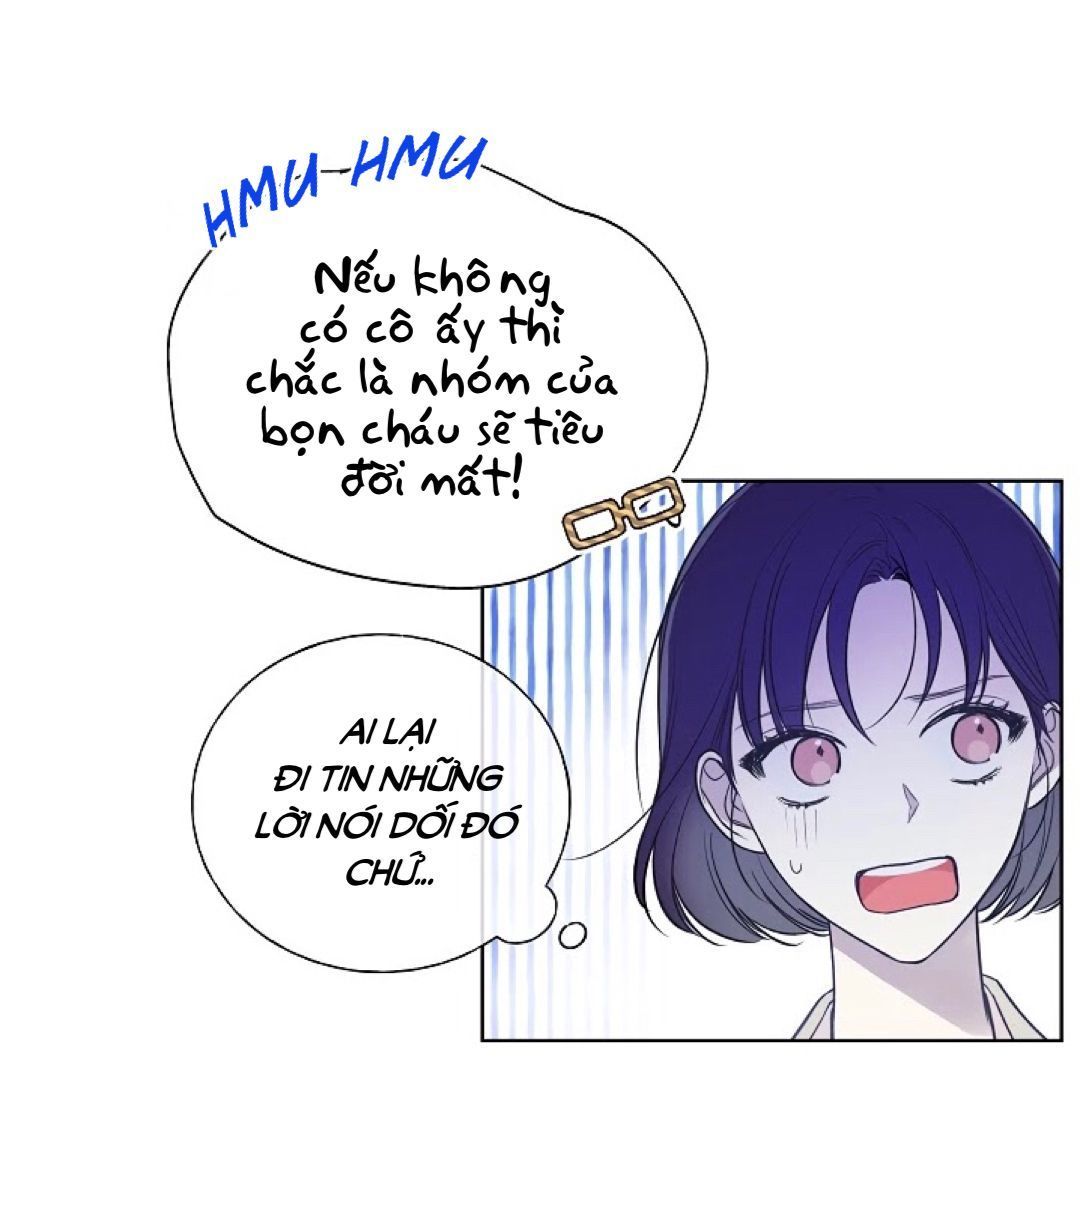 HMU HMU
Nếu không
có cô ấy thì
chắc là nhóm của
bọn cháu sẽ tiêu
đời mất!
AI LẠI
ĐI TIN NHỮNG
LỜI NÓI DỐI ĐÓ
CHỨ...